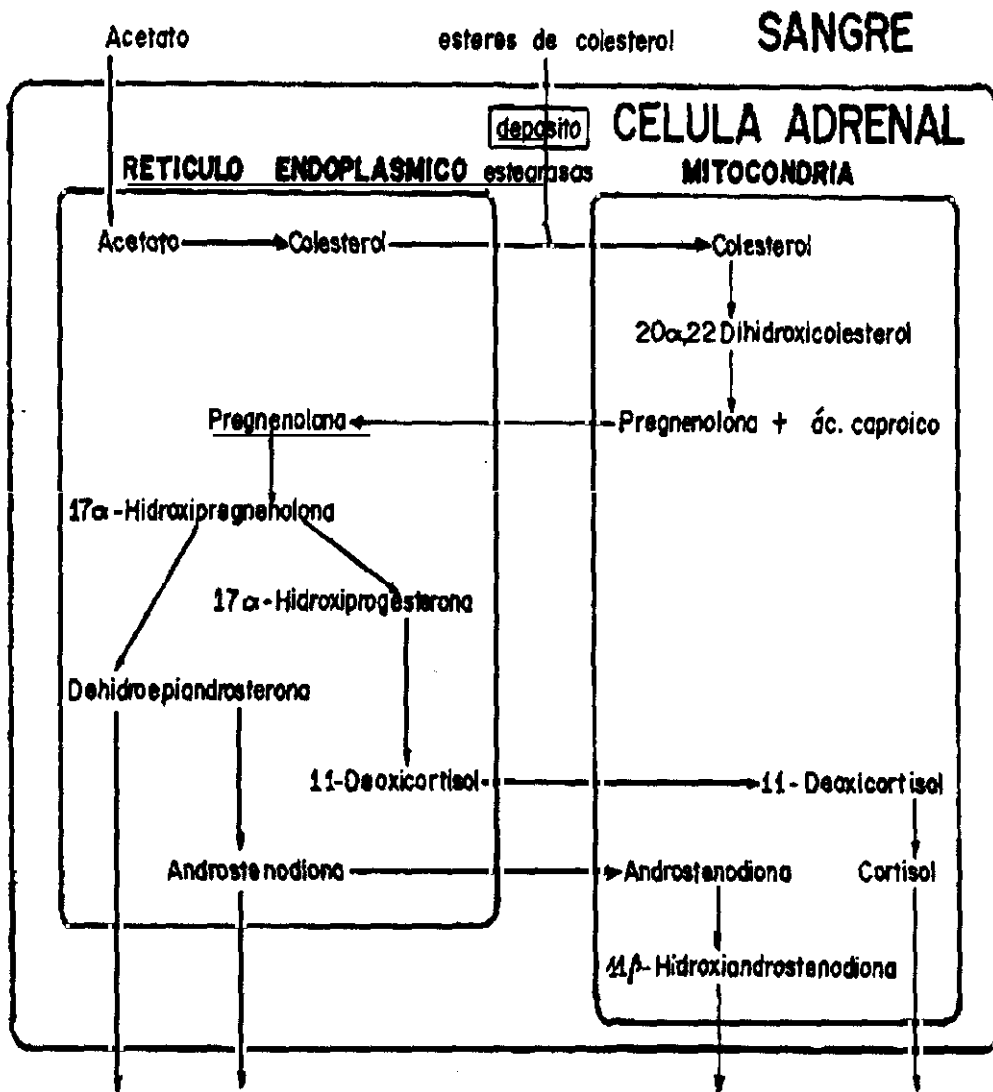 SANGRE
Acetato
esteres de colesterol
deposito
CELULA ADRENAL
RETICULO ENDOPLASMICO estegrasas
MITOCONDRIA
Acetato
Colesterol
Colesterol
20α,22 Dihidroxicolesterol
Pregnenolona
Pregnenolona + ác. caproico
17α-Hidroxipregnenolona
17α-Hidroxiprogesterona
Dehidroepiandrosterona
11-Deoxicortisol
11-Deoxicortisol
Androstenodiona
Androstenodiona
Cortisol
11β-Hidroxiandrostenodiona